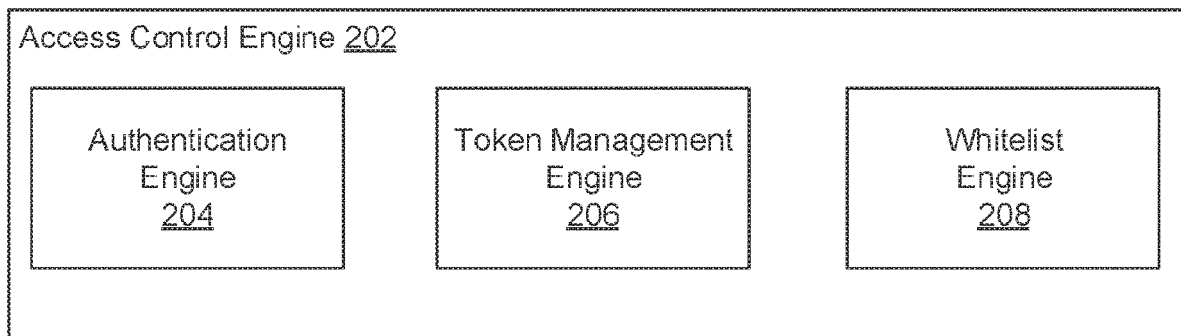 Access Control Engine 202
Authentication
Engine
204
Token Management
Engine
206
Whitelist
Engine
208